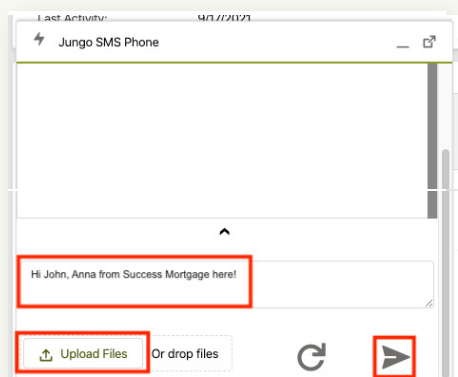 Last Activity: 9/17/2021
Jungo SMS Phone
Hi John, Anna from Success Mortgage here!
Upload Files Or drop files